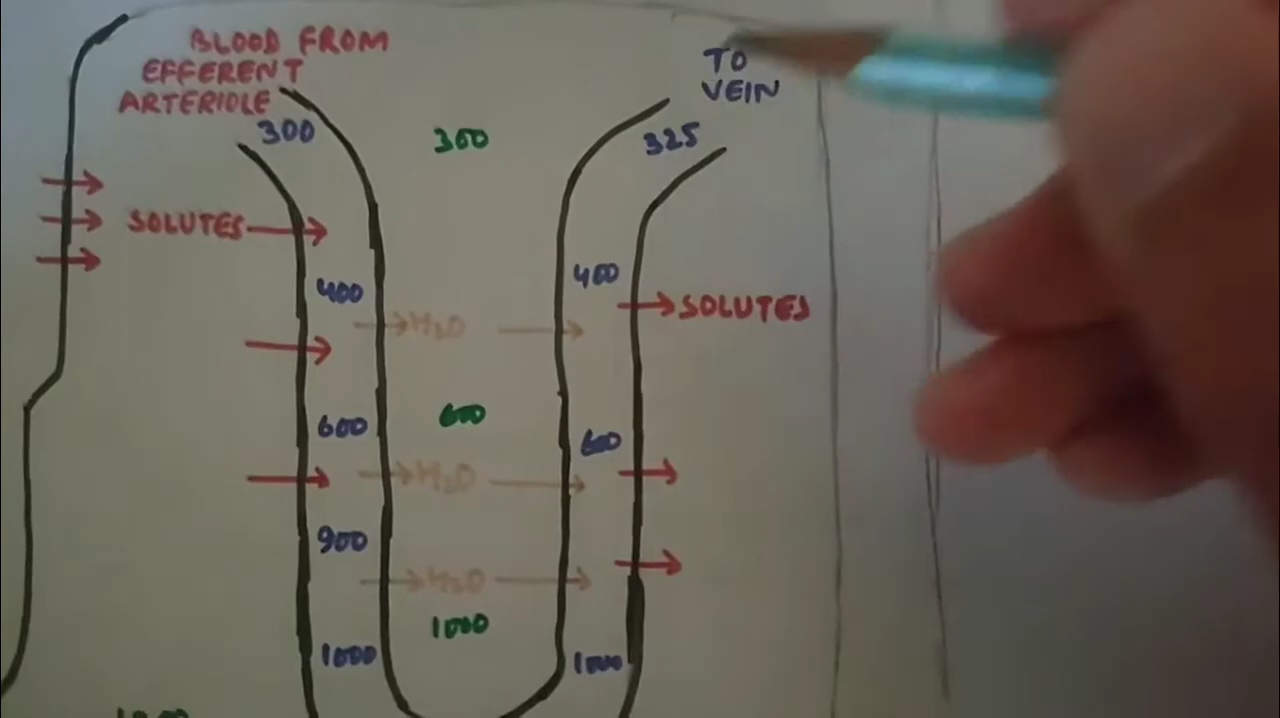 BLOOD FROM
EFFERENT
ARTERIOLE
TO
VEIN
300
300
325
SOLUTES
400
400
SOLUTES
H2O
600
600
600
H2O
900
H2O
1000
1000
1000